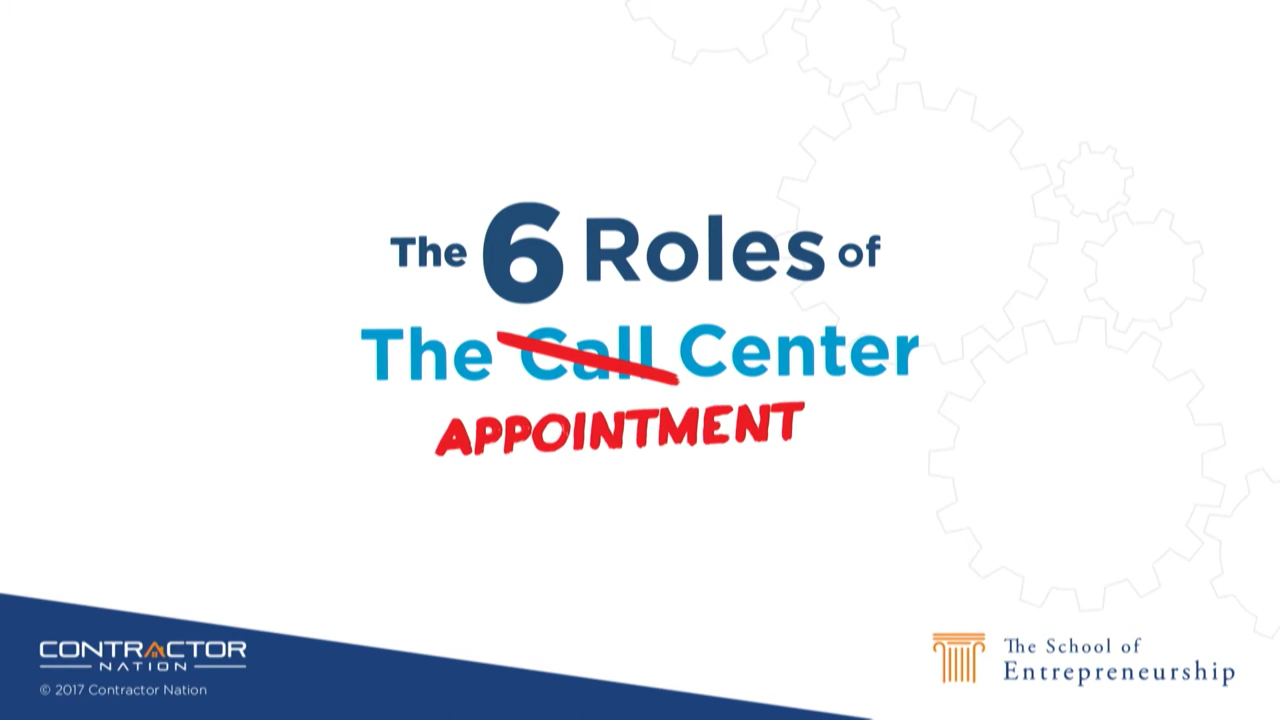 The 6 Roles of
The Call Center
APPOINTMENT
CONTRACTOR
NATION
© 2017 Contractor Nation
The School of
Entrepreneurship